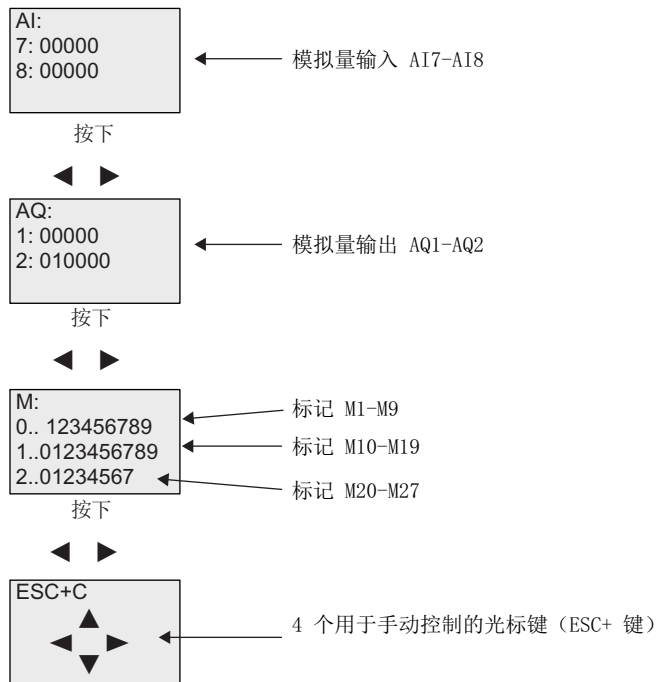 AI:
7: 00000
8: 00000
模拟量输入 AI7-AI8
按下
AQ:
1: 00000
2: 010000
模拟量输出 AQ1-AQ2
按下
M:
0.. 123456789
1..0123456789
2..01234567
标记 M1-M9
标记 M10-M19
标记 M20-M27
按下
ESC+C
4 个用于手动控制的光标键（ESC+ 键）